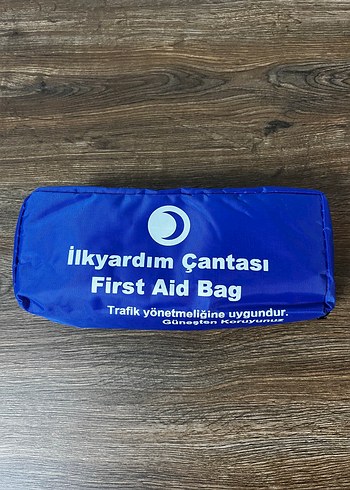 İlkyardım Çantası
First Aid Bag
Trafik yönetmeliğine uygundur.
Güneşten Koruyunuz